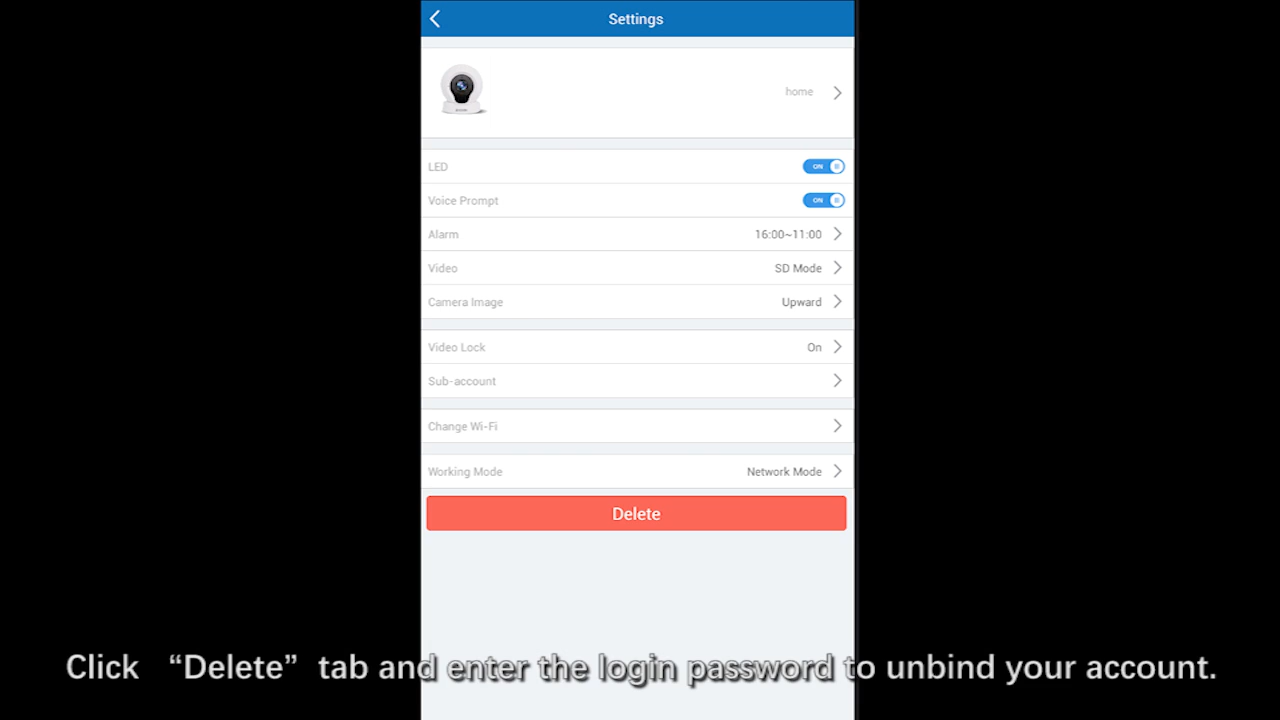 Settings
home
LED
ON
Voice Prompt
ON
Alarm 16:00~11:00
Video SD Mode
Camera Image Upward
Video Lock On
Sub-account
Change Wi-Fi
Working Mode Network Mode
Delete
Click “Delete” tab and enter the login password to unbind your account.